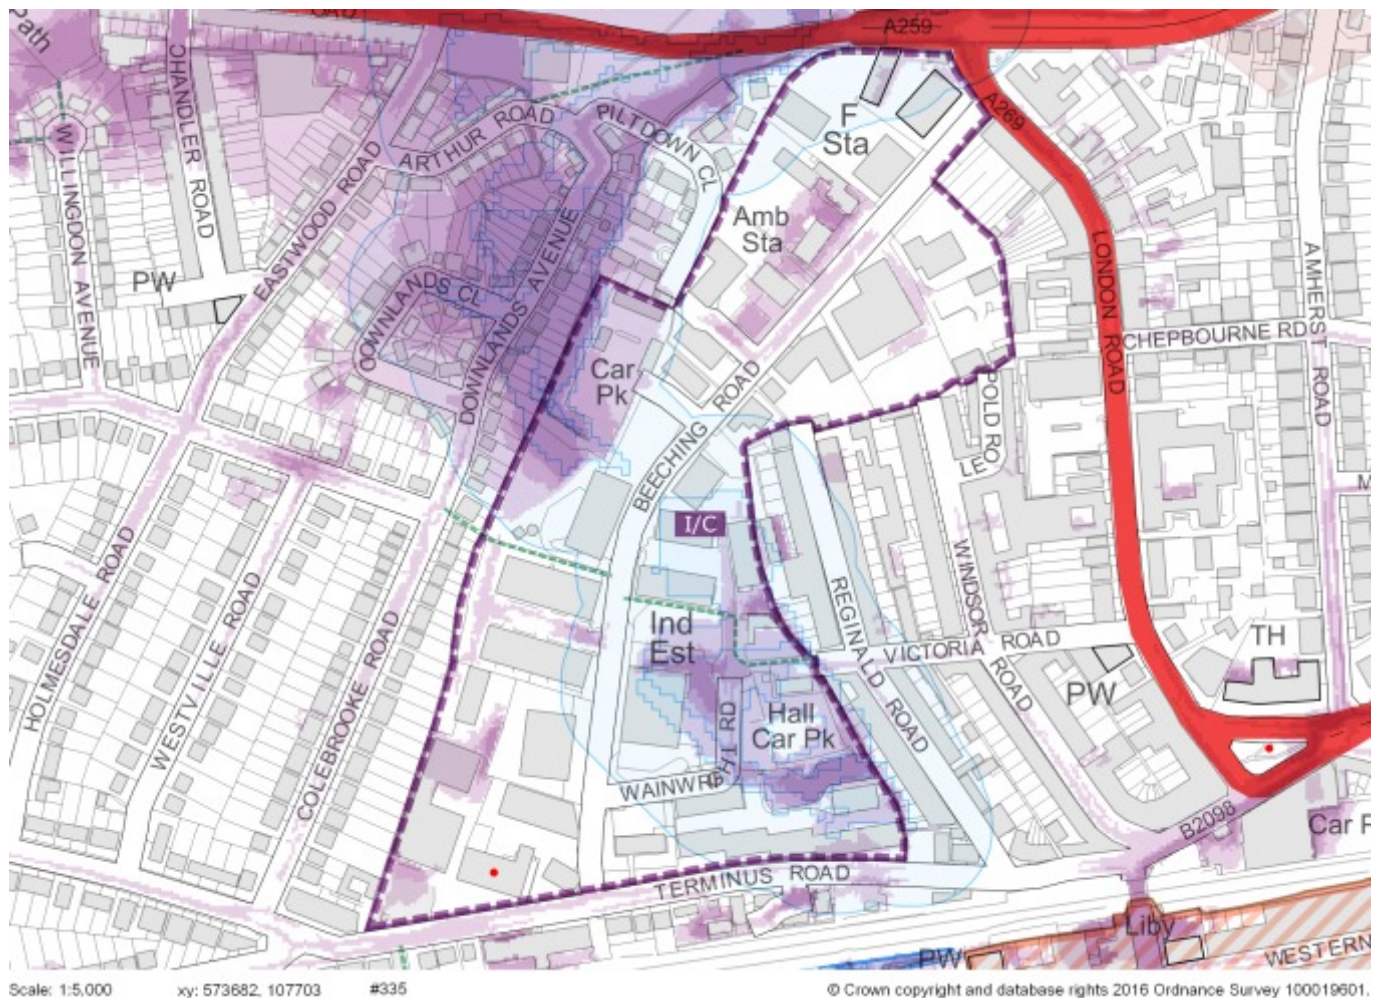 ROAD
A259
Path
CHANDLER ROAD
WILLINGDON AVENUE
PW
EASTWOOD ROAD
ARTHUR ROAD
PILTDOWN CL
F
Sta
A269
Amb
Sta
DOWNLANDS CL
DOWNLANDS AVENUE
Car
Pk
BEECHING ROAD
LONDON ROAD
AMHERST ROAD
CHEPBOURNE RD
LEOPOLD RO
M
I/C
HOLMESDALE ROAD
WESTVILLE ROAD
COLEBROOKE ROAD
Ind
Est
REGINALD ROAD
WINDSOR ROAD
VICTORIA ROAD
TH
PW
Hall
Car Pk
WAINWRIGHT RD
TERMINUS ROAD
B2098
Car P
Liby
PW
WESTERN
Scale: 1:5,000
xy: 573682, 107703
#335
© Crown copyright and database rights 2016 Ordnance Survey 100019601.